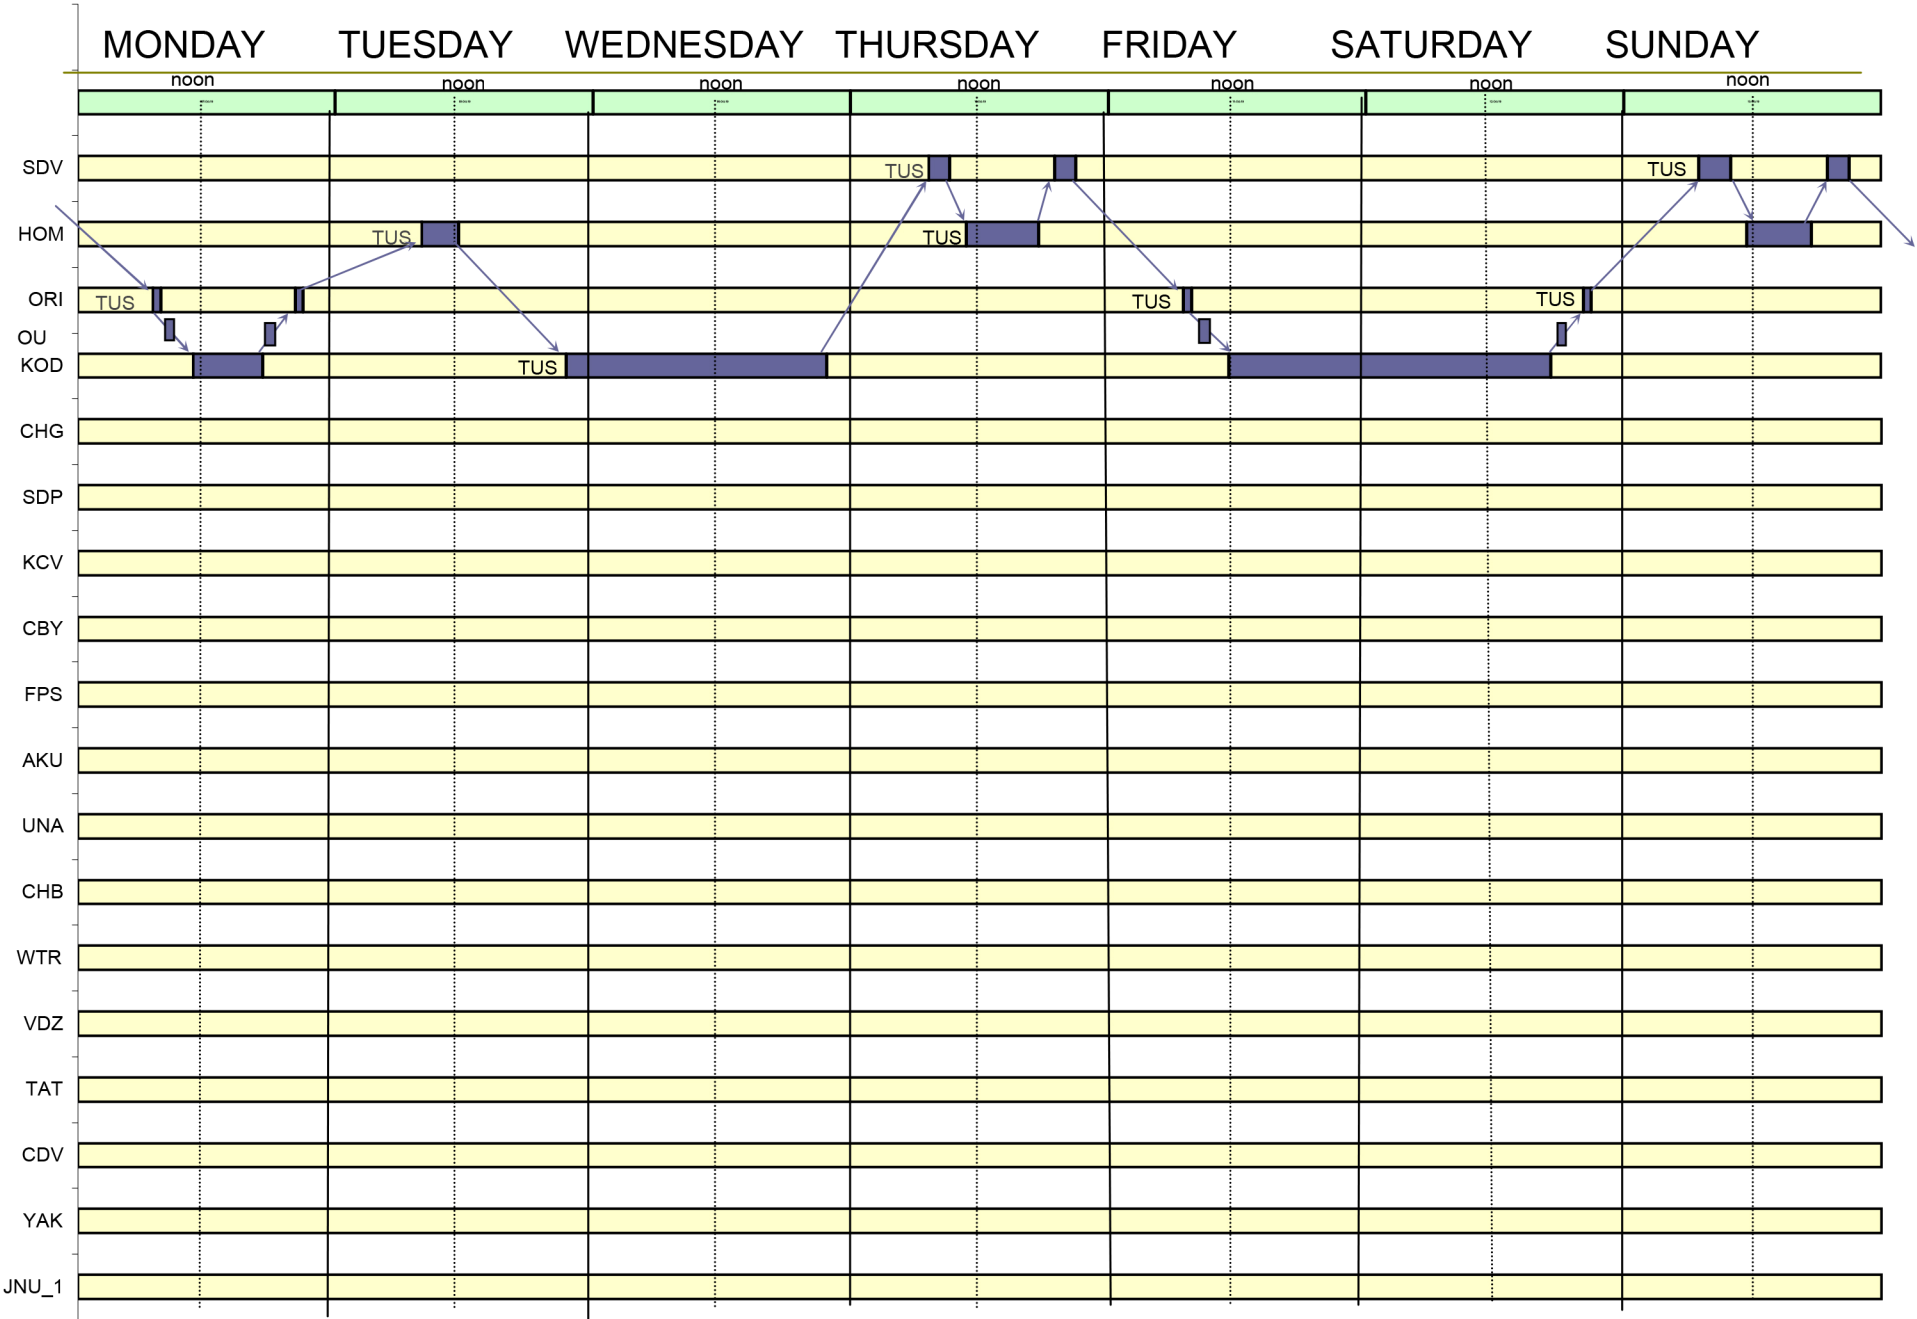 MONDAY TUESDAY WEDNESDAY THURSDAY FRIDAY SATURDAY SUNDAY
noon noon noon noon noon noon noon
SDV TUS TUS
HOM TUS TUS
ORI TUS TUS TUS
OU
KOD TUS
CHG
SDP
KCV
CBY
FPS
AKU
UNA
CHB
WTR
VDZ
TAT
CDV
YAK
JNU_1